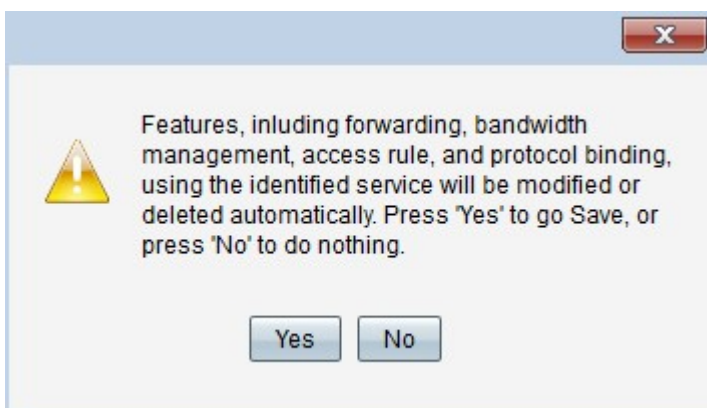 Features, inluding forwarding, bandwidth
management, access rule, and protocol binding,
using the identified service will be modified or
deleted automatically. Press 'Yes' to go Save, or
press 'No' to do nothing.
Yes No